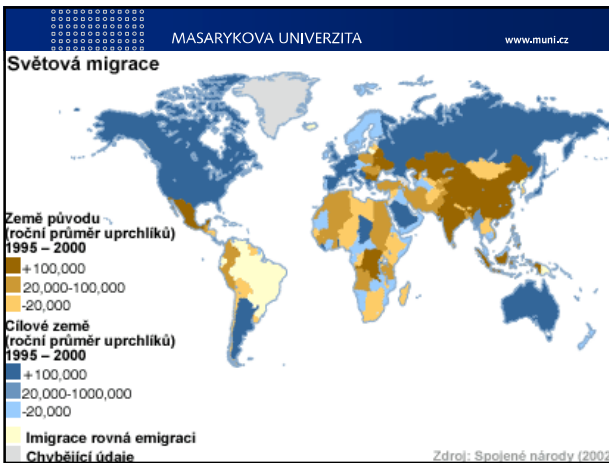 MASARYKOVA UNIVERZITA
www.muni.cz
Světová migrace
Země původu
(roční průměr uprchlíků)
1995 – 2000
+100,000
20,000-100,000
-20,000
Cílové země
(roční průměr uprchlíků)
1995 – 2000
+100,000
20,000-1000,000
-20,000
Imigrace rovná emigraci
Chybějící údaje
Zdroj: Spojené národy (2002